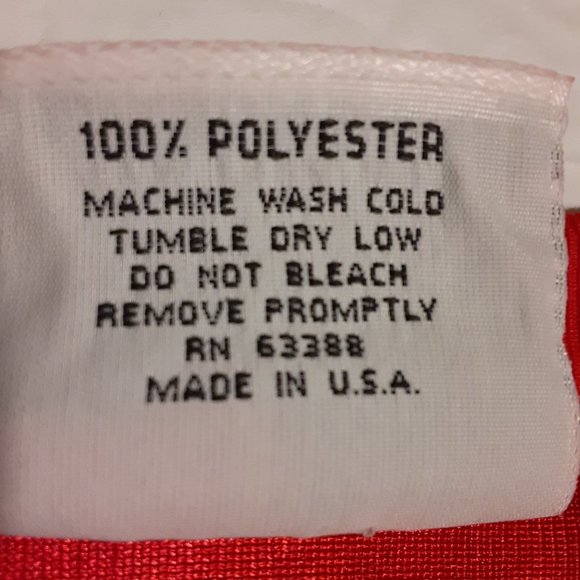 100% POLYESTER
MACHINE WASH COLD
TUMBLE DRY LOW
DO NOT BLEACH
REMOVE PROMPTLY
RN 63388
MADE IN U.S.A.